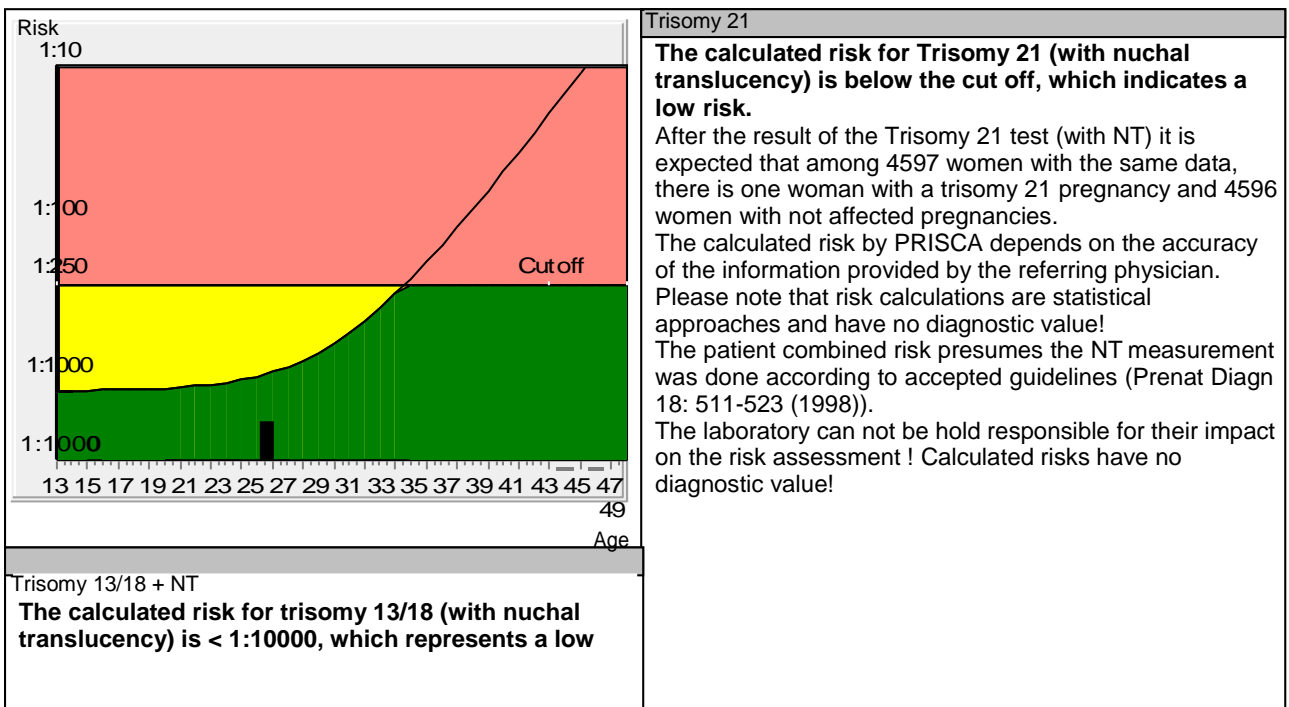 Risk
1:10
1:100
1:250
Cut off
1:1000
1:1000
13 15 17 19 21 23 25 27 29 31 33 35 37 39 41 43 45 47
49
Age
Trisomy 13/18 + NT
The calculated risk for trisomy 13/18 (with nuchal
translucency) is < 1:10000, which represents a low
Trisomy 21
The calculated risk for Trisomy 21 (with nuchal
translucency) is below the cut off, which indicates a
low risk.
After the result of the Trisomy 21 test (with NT) it is
expected that among 4597 women with the same data,
there is one woman with a trisomy 21 pregnancy and 4596
women with not affected pregnancies.
The calculated risk by PRISCA depends on the accuracy
of the information provided by the referring physician.
Please note that risk calculations are statistical
approaches and have no diagnostic value!
The patient combined risk presumes the NT measurement
was done according to accepted guidelines (Prenat Diagn
18: 511-523 (1998)).
The laboratory can not be hold responsible for their impact
on the risk assessment ! Calculated risks have no
diagnostic value!